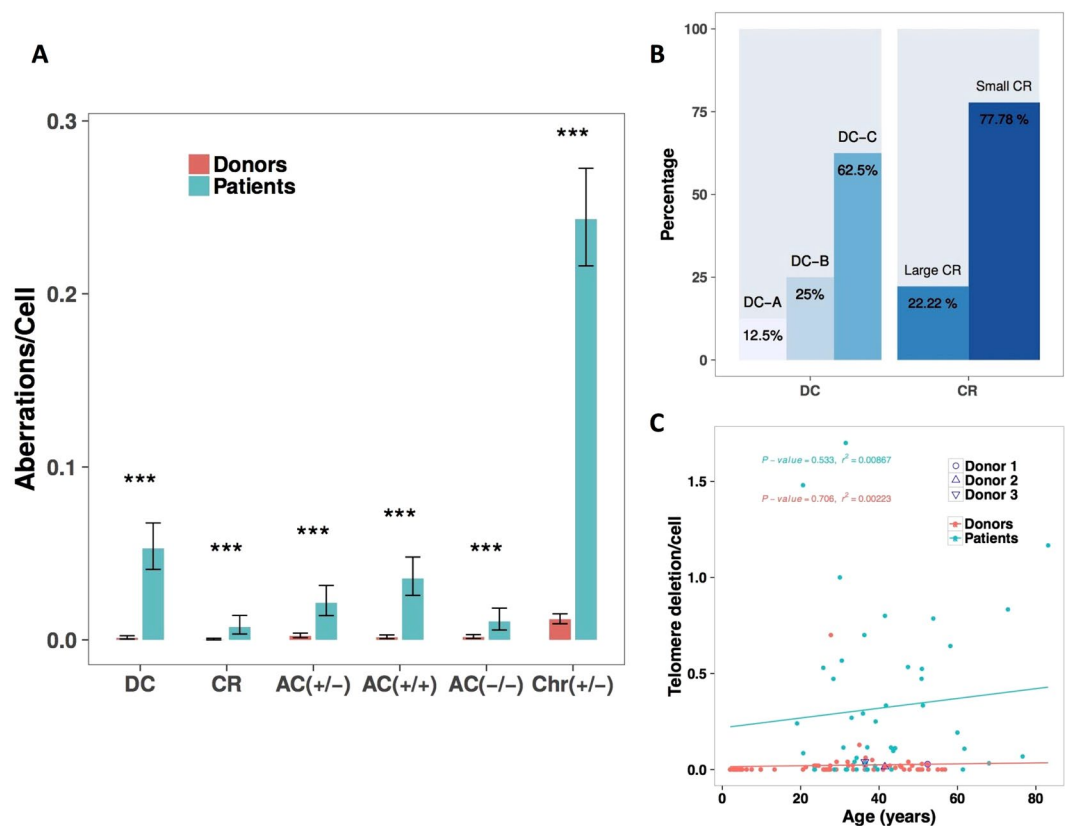 A
0.3
0.2
0.1
0.0
Aberrations/Cell
Donors
Patients
***
***
***
***
***
***
DC
CR
AC(+/−)
AC(+/+)
AC(−/−)
Chr(+/−)
B
100
75
50
25
0
Percentage
DC−A
12.5%
DC−B
25%
DC−C
62.5%
Large CR
22.22 %
Small CR
77.78 %
DC
CR
C
1.5
1.0
0.5
0.0
Telomere deletion/cell
P − value = 0.533, r² = 0.00867
P − value = 0.706, r² = 0.00223
Donor 1
Donor 2
Donor 3
Donors
Patients
0
20
40
60
80
Age (years)